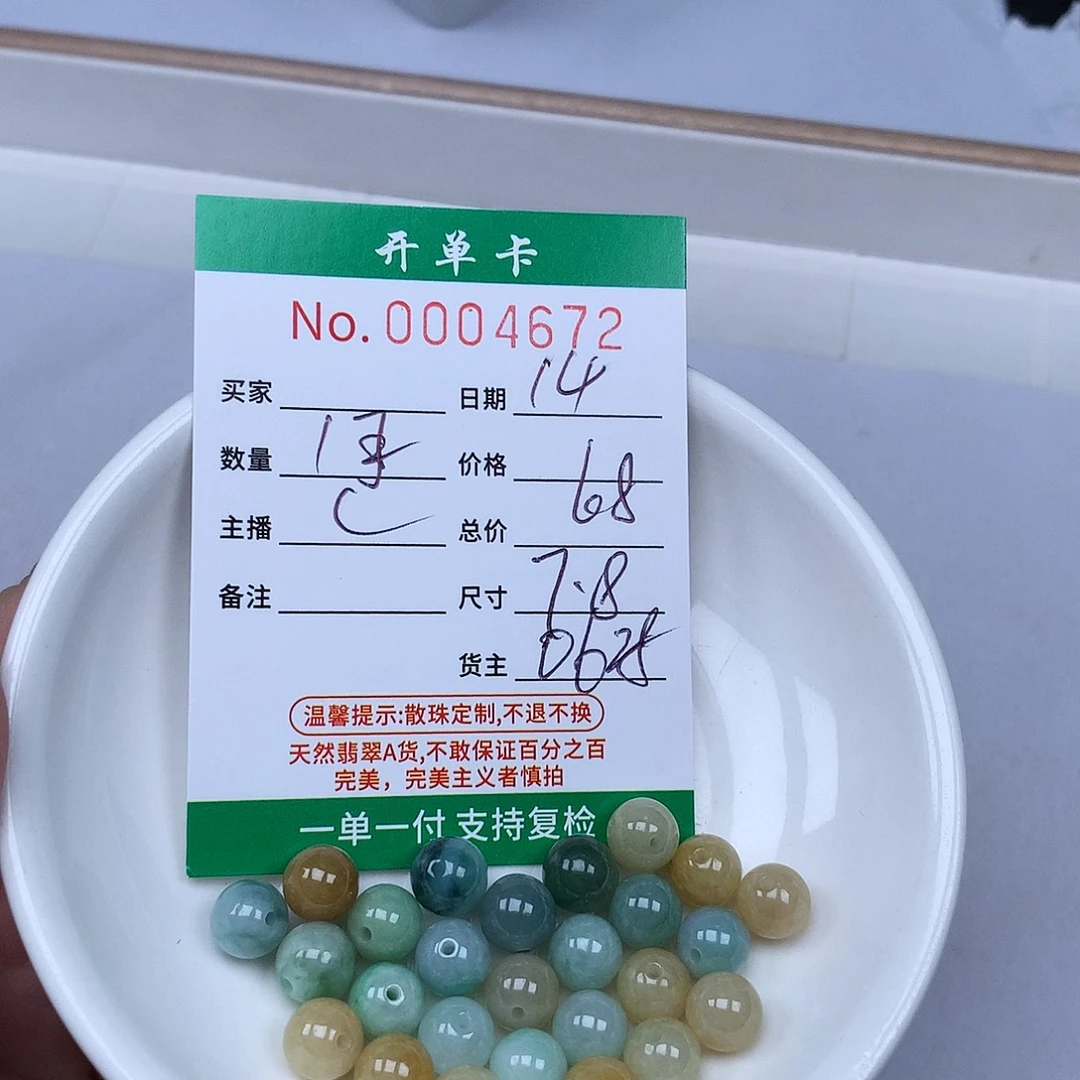 开单卡
No. 0004672
买家 日期 14
数量 1手 价格 68
主播 C 总价
备注 尺寸 7.8
货主 0628
温馨提示:散珠定制,不退不换
天然翡翠A货,不敢保证百分之百
完美，完美主义者慎拍
一单一付 支持复检